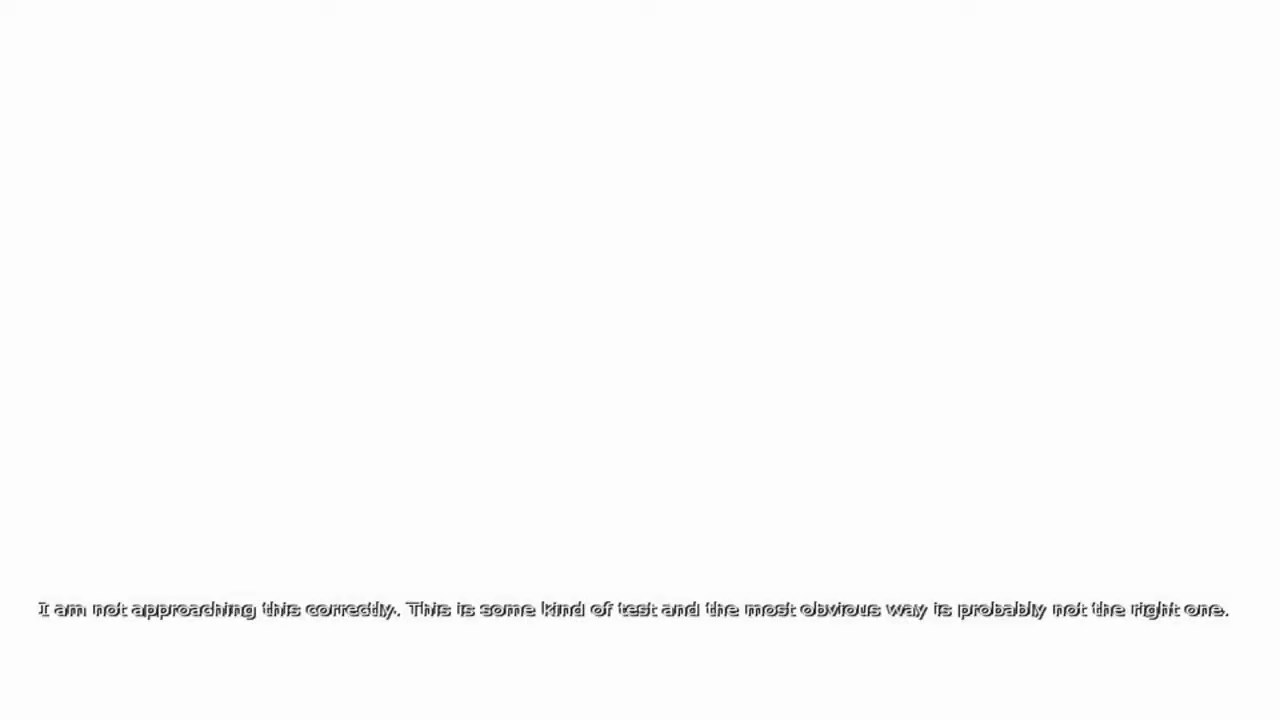 I am not approaching this correctly. This is some kind of test and the most obvious way is probably not the right one.